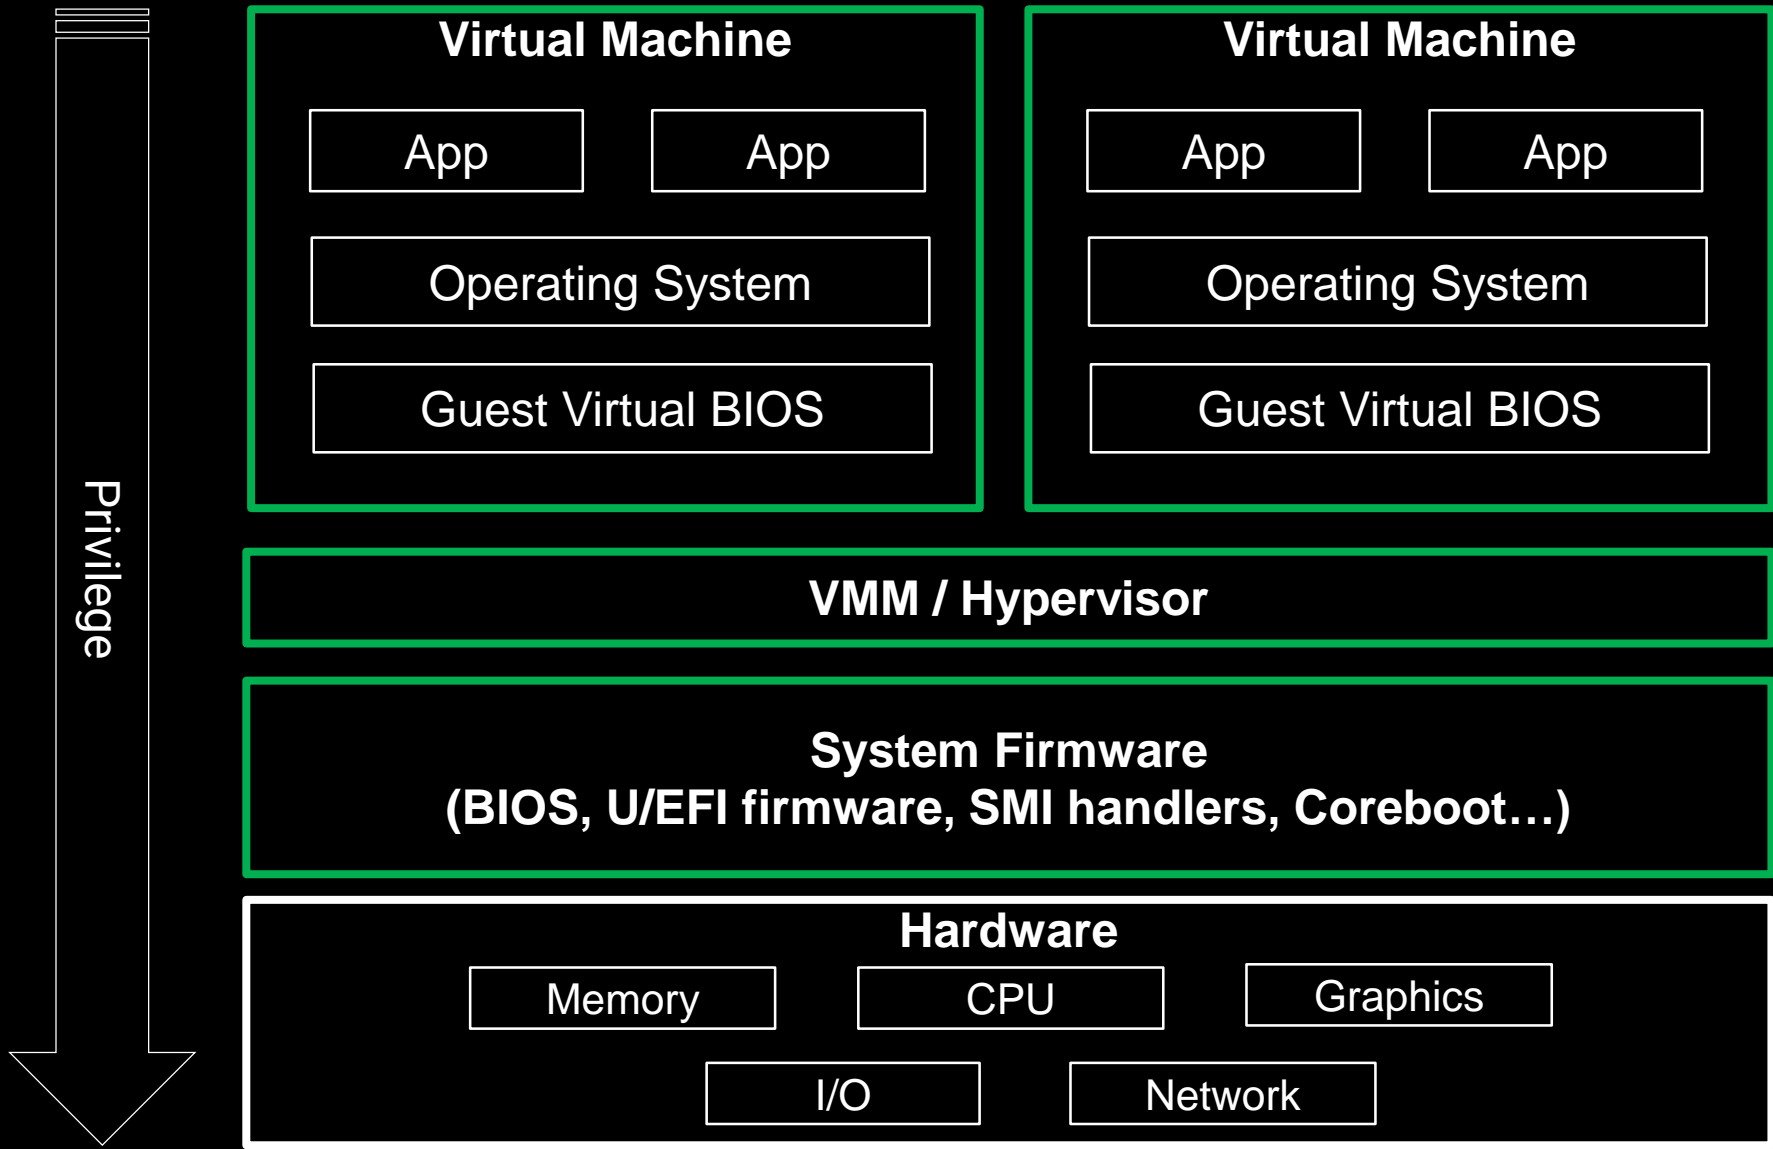 Privilege
Virtual Machine
App
App
Operating System
Guest Virtual BIOS
Virtual Machine
App
App
Operating System
Guest Virtual BIOS
VMM / Hypervisor
System Firmware
(BIOS, U/EFI firmware, SMI handlers, Coreboot…)
Hardware
Memory
CPU
Graphics
I/O
Network